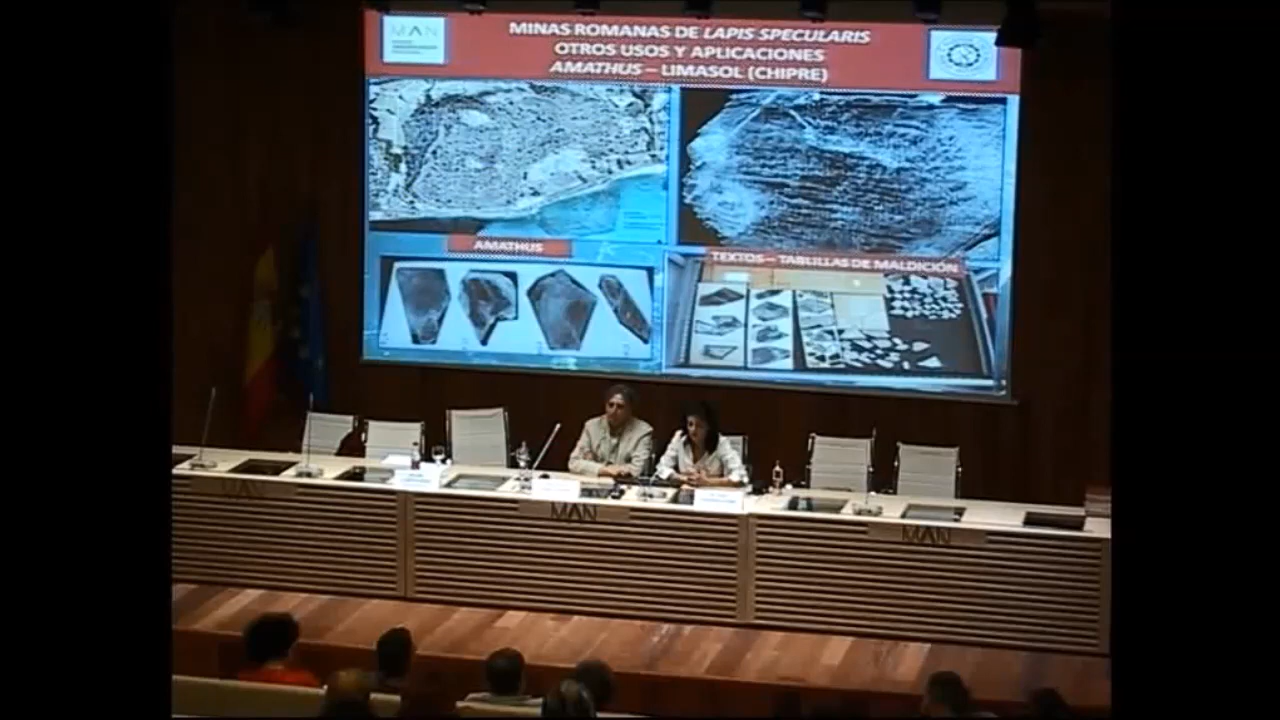 MAN
MINAS ROMANAS DE LAPIS SPECULARIS
OTROS USOS Y APLICACIONES
AMATHUS – LIMASOL (CHIPRE)
AMATHUS
TEXTOS – TABLILLAS DE MALDICIÓN
MAN
MAN
MAN